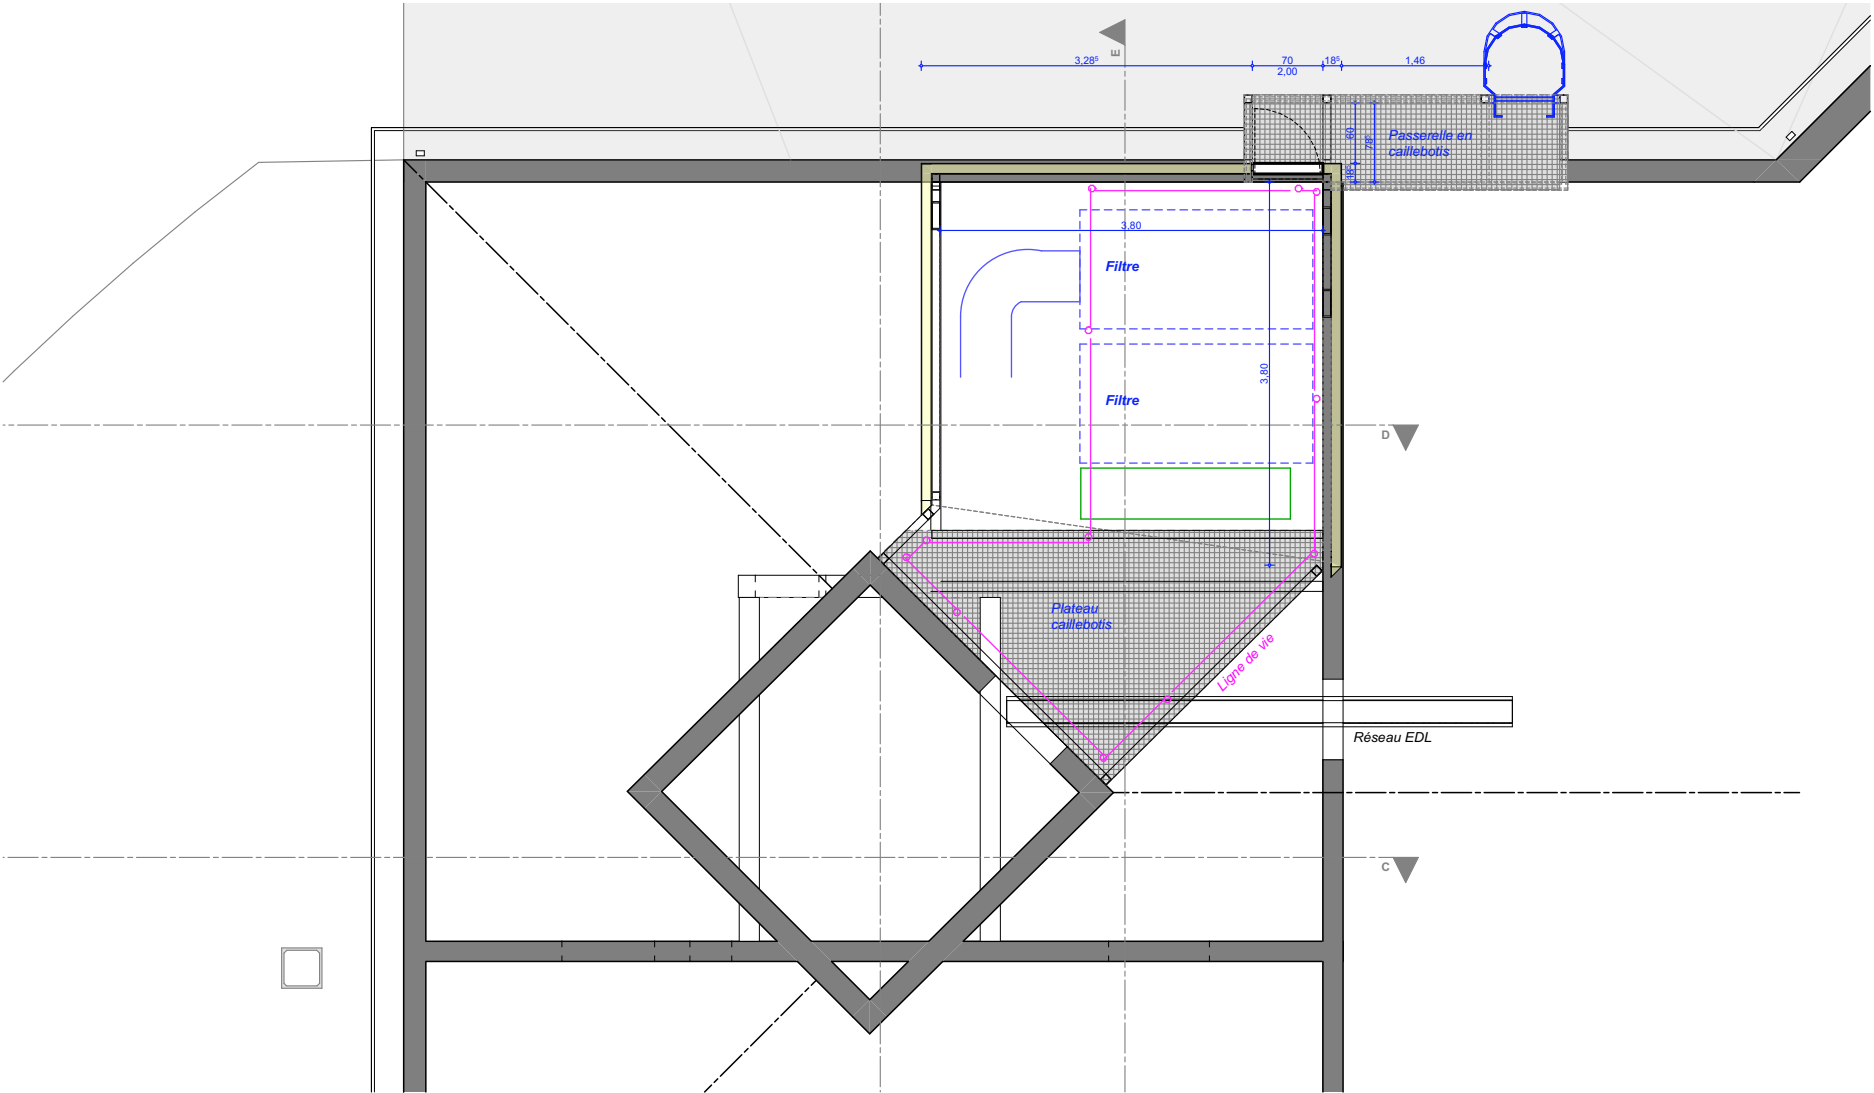 E
3,28⁵
70
2,00
18⁵
1,46
60
78⁵
18⁵
Passerelle en
caillebotis
3,80
Filtre
3,80
Filtre
D
Plateau
caillebotis
Ligne de vie
Réseau EDL
C